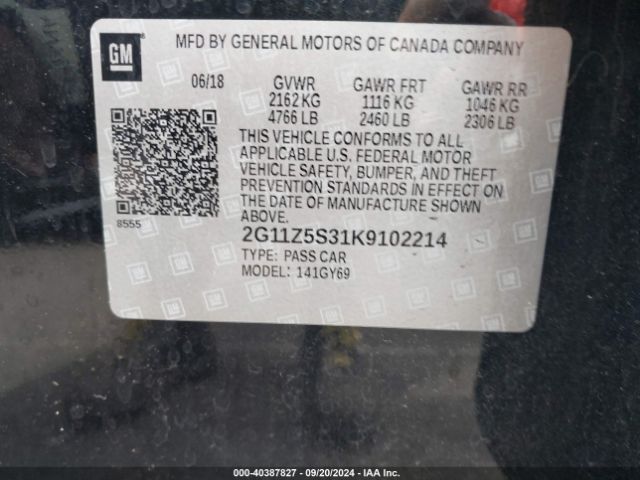 GM
MFD BY GENERAL MOTORS OF CANADA COMPANY
06/18 GVWR GAWR FRT GAWR RR
2162 KG 1116 KG 1046 KG
4766 LB 2460 LB 2306 LB
THIS VEHICLE CONFORMS TO ALL
APPLICABLE U.S. FEDERAL MOTOR
VEHICLE SAFETY, BUMPER, AND THEFT
PREVENTION STANDARDS IN EFFECT ON
THE DATE OF MANUFACTURE SHOWN
ABOVE.
8555
2G11Z5S31K9102214
TYPE: PASS CAR
MODEL: 141GY69
000-40387827 - 09/20/2024 - IAA Inc.